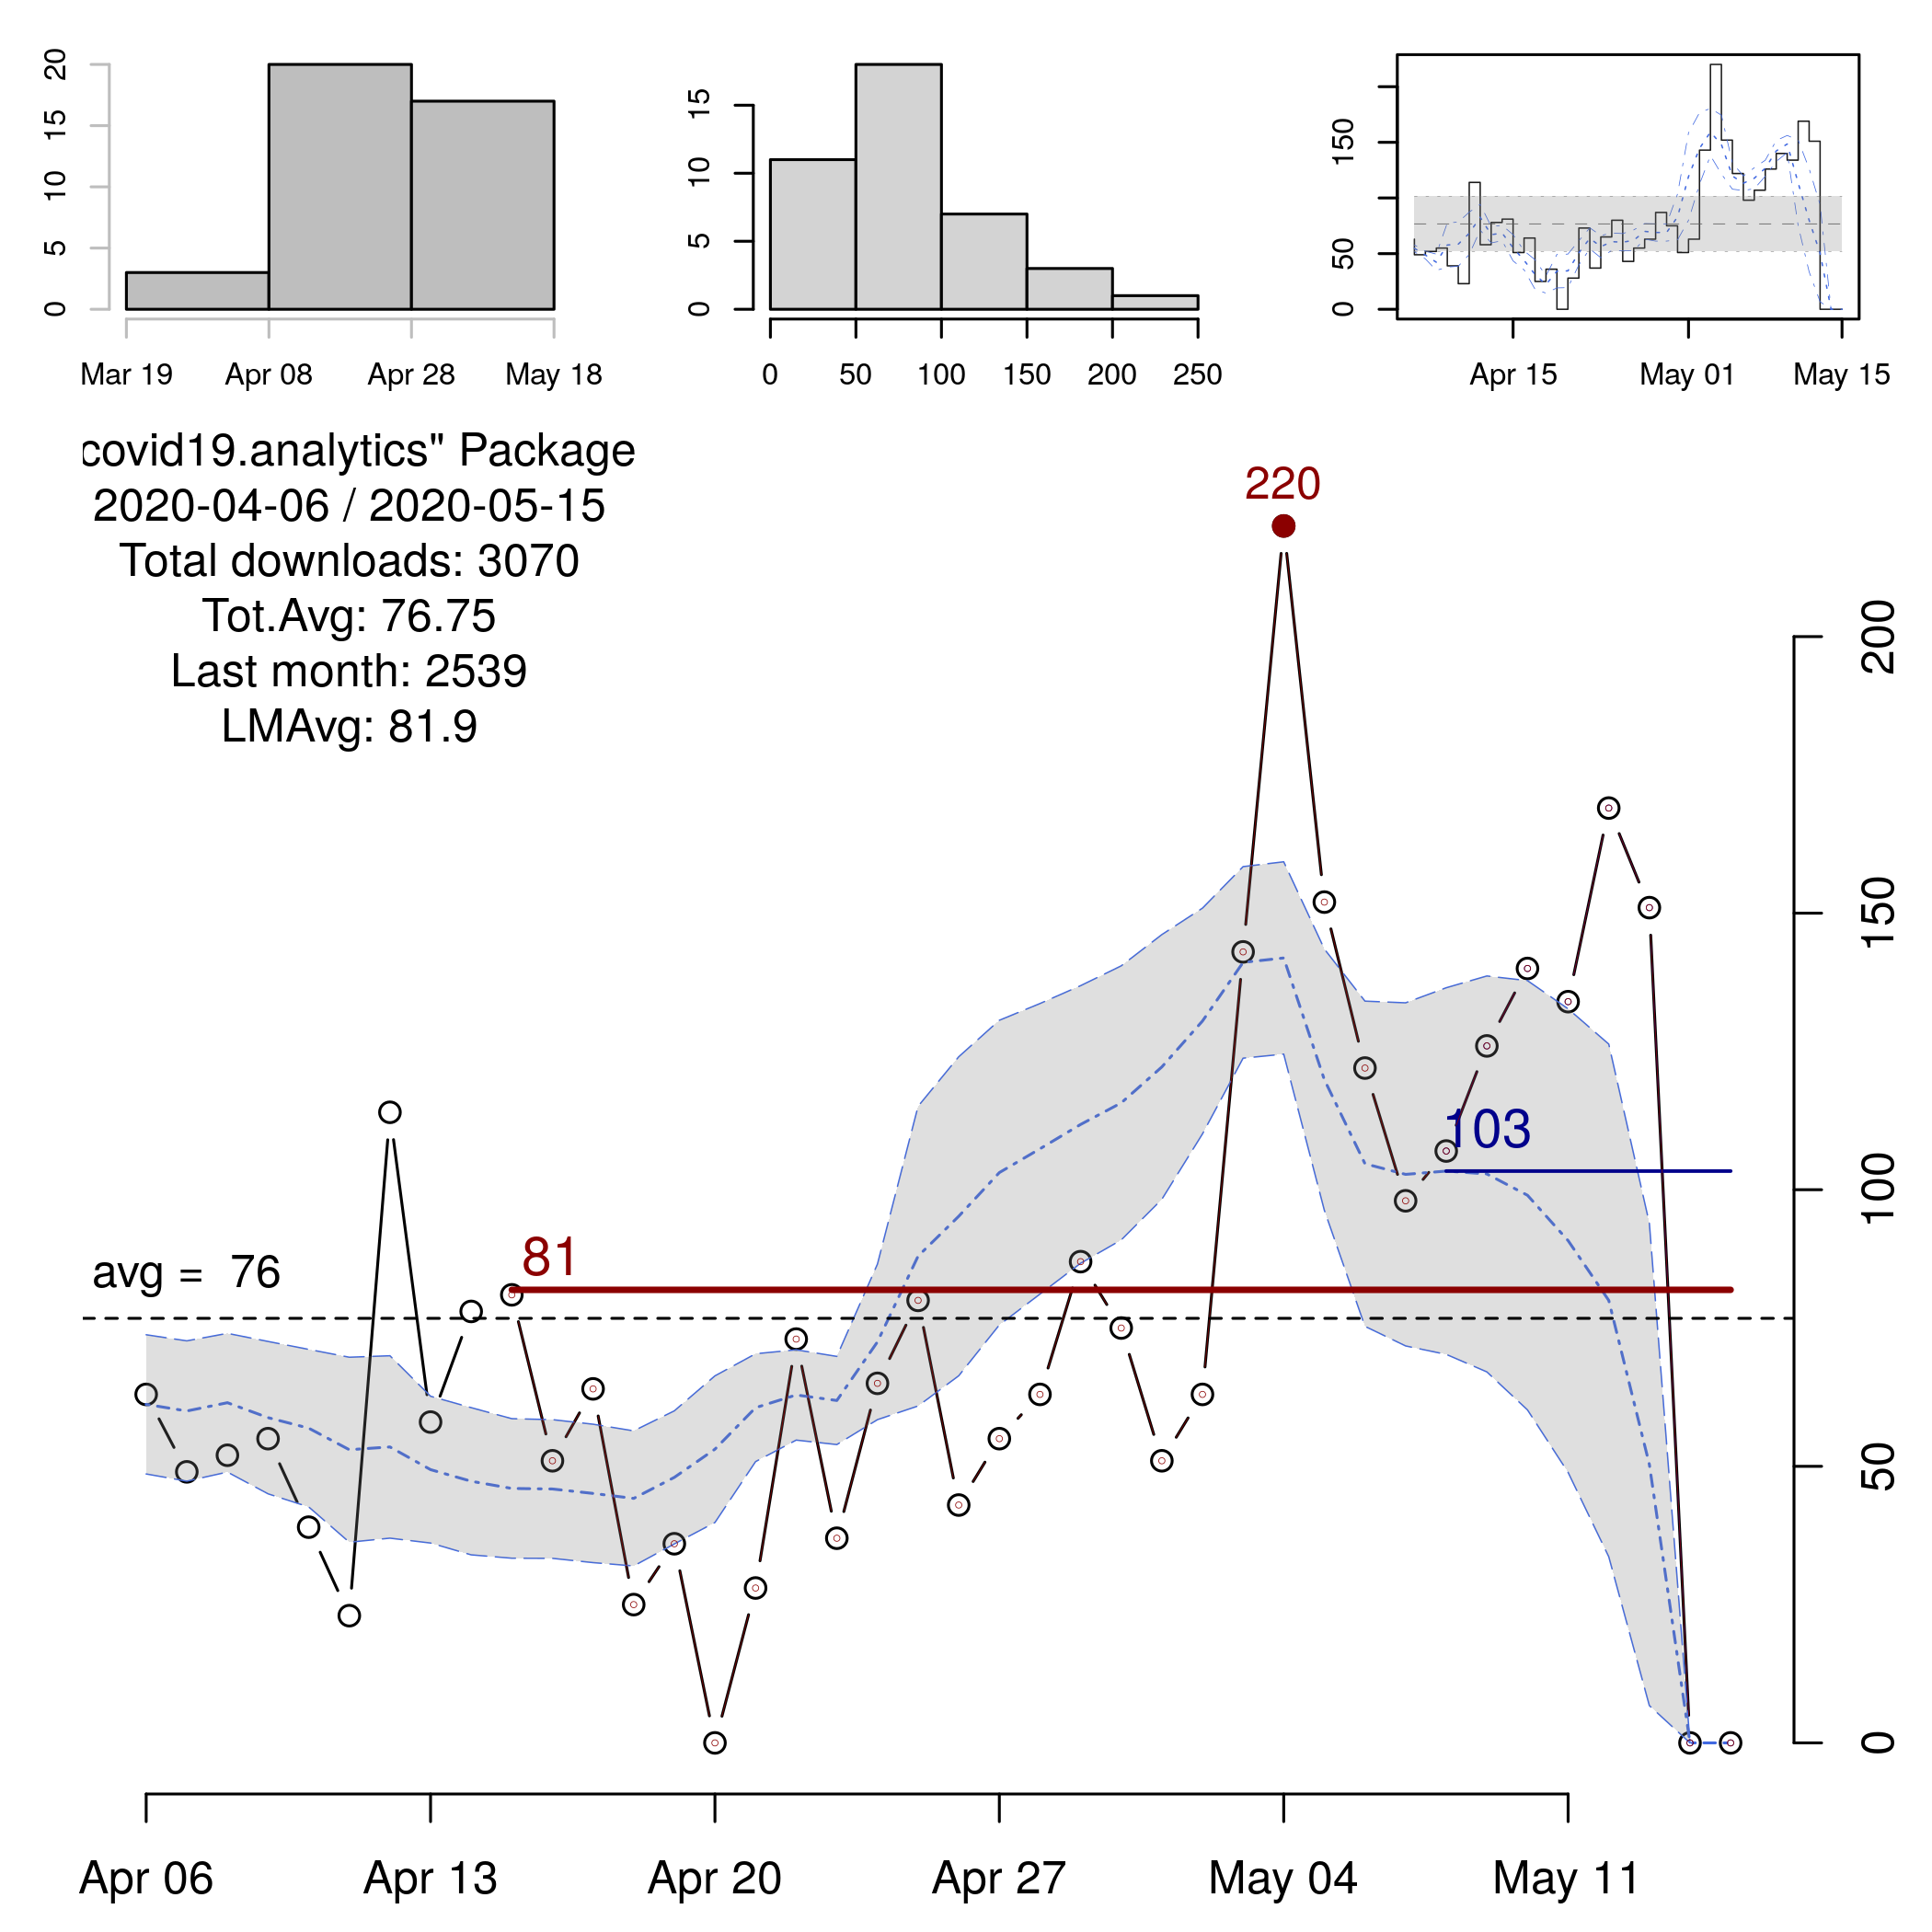 20
15
10
5
0
Mar 19 Apr 08 Apr 28 May 18
15
10
5
0
0 50 100 150 200 250
150
50
0
Apr 15 May 01 May 15
covid19.analytics" Package
2020-04-06 / 2020-05-15
Total downloads: 3070
Tot.Avg: 76.75
Last month: 2539
LMAvg: 81.9
220
103
81
avg = 76
200
150
100
50
0
Apr 06 Apr 13 Apr 20 Apr 27 May 04 May 11